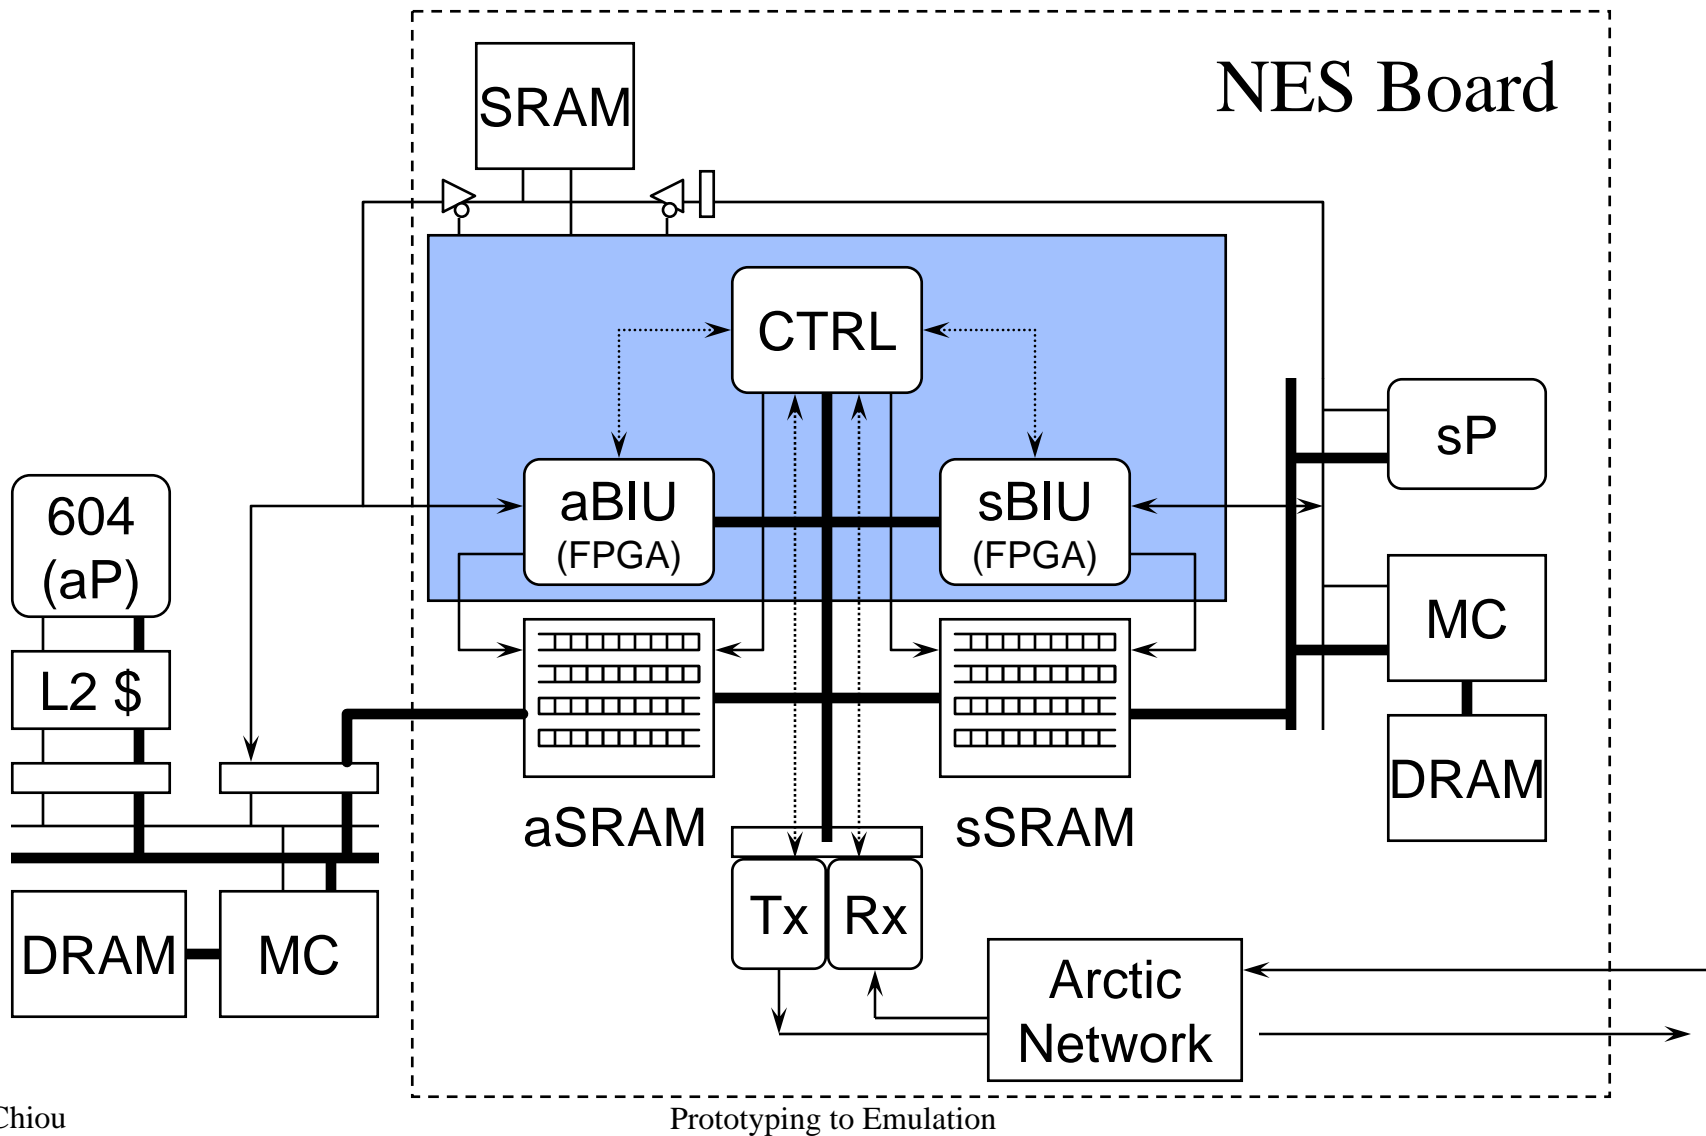 NES Board
SRAM
CTRL
aBIU
(FPGA)
sBIU
(FPGA)
sP
604
(aP)
L2 $
MC
DRAM
aSRAM
sSRAM
Tx
Rx
DRAM
MC
Arctic
Network
Chiou
Prototyping to Emulation